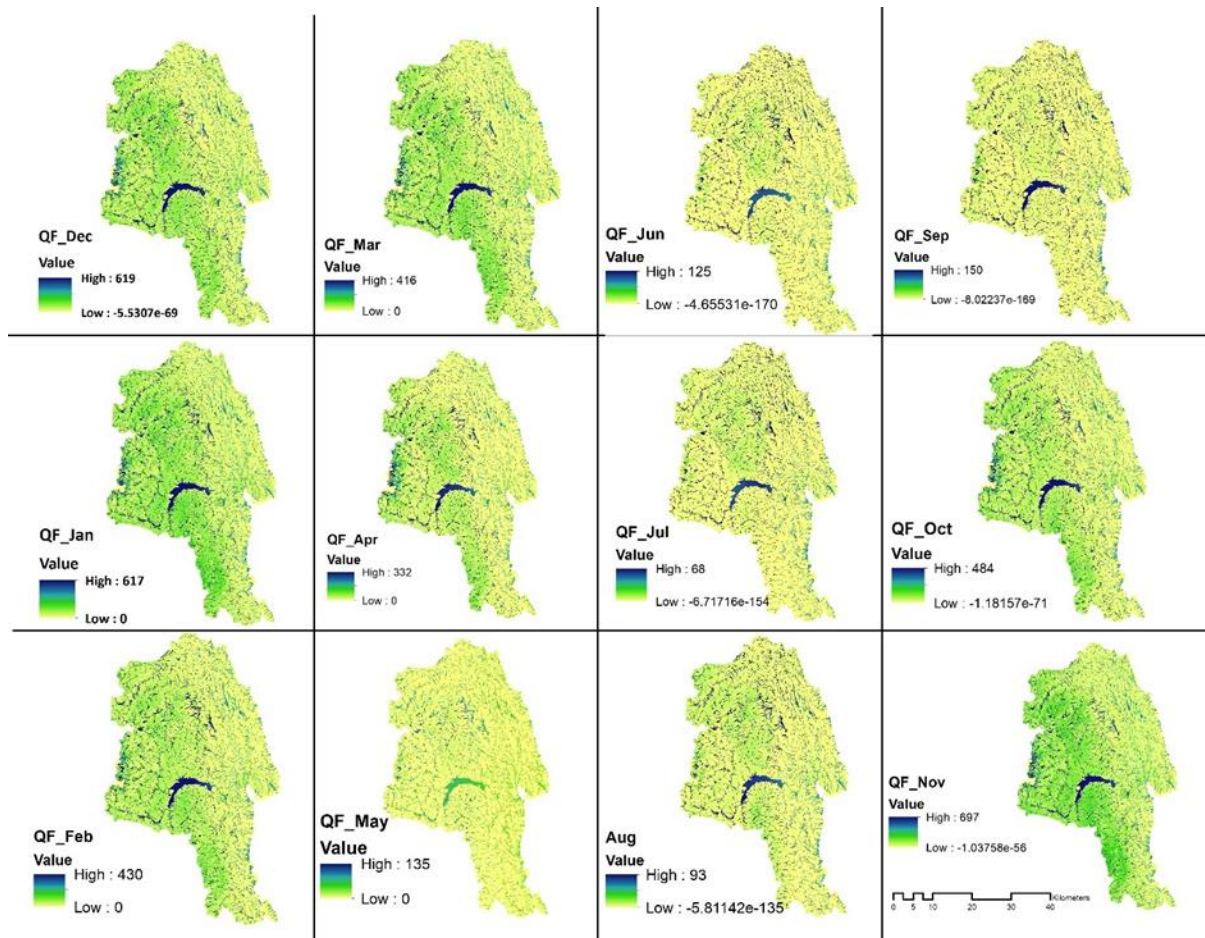 QF_Dec
Value
High : 619
Low : -5.5307e-69
QF_Mar
Value
High : 416
Low : 0
QF_Jun
Value
High : 125
Low : -4.65531e-170
QF_Sep
Value
High : 150
Low : -8.02237e-169
QF_Jan
Value
High : 617
Low : 0
QF_Apr
Value
High : 332
Low : 0
QF_Jul
Value
High : 68
Low : -6.71716e-154
QF_Oct
Value
High : 484
Low : -1.18157e-71
QF_Feb
Value
High : 430
Low : 0
QF_May
Value
High : 135
Low : 0
Aug
Value
High : 93
Low : -5.81142e-135
QF_Nov
Value
High : 697
Low : -1.03758e-56
Kilometers
0 5 10 20 30 40